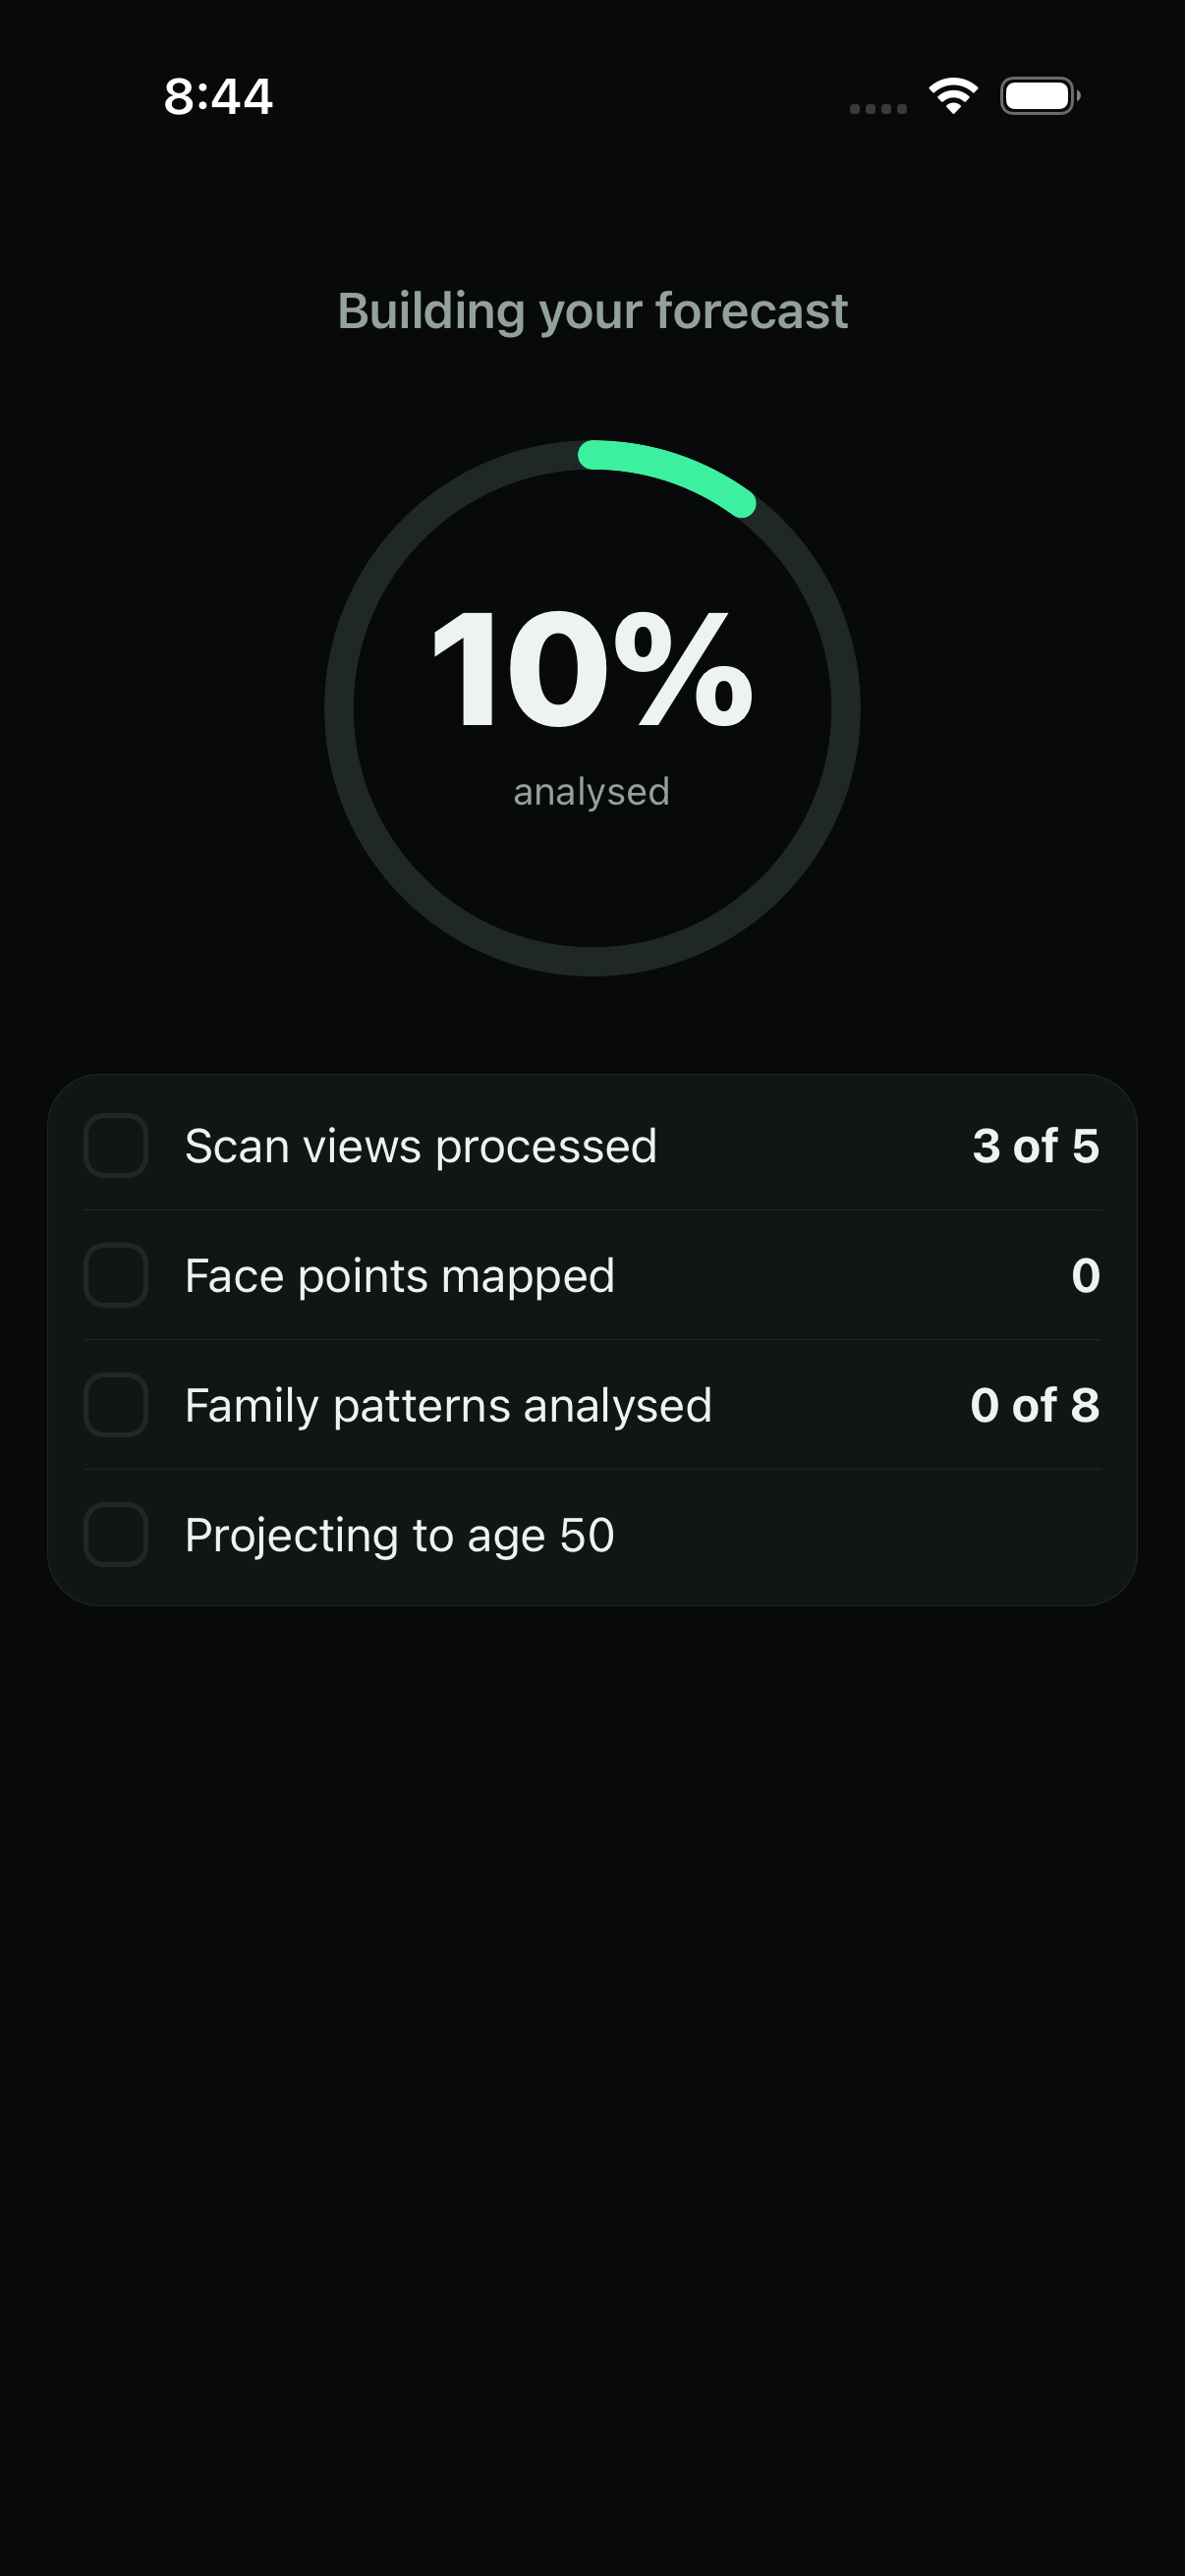 8:44
Building your forecast
10%
analysed
Scan views processed 3 of 5
Face points mapped 0
Family patterns analysed 0 of 8
Projecting to age 50